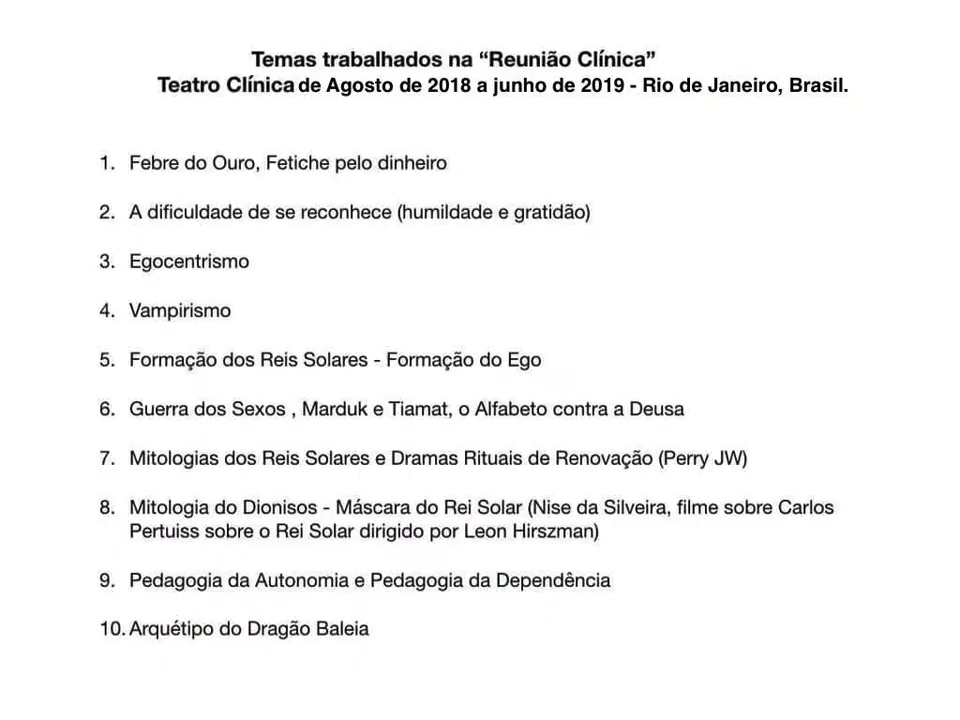 Temas trabalhados na “Reunião Clínica”
Teatro Clínica de Agosto de 2018 a junho de 2019 - Rio de Janeiro, Brasil.
1. Febre do Ouro, Fetiche pelo dinheiro
2. A dificuldade de se reconhece (humildade e gratidão)
3. Egocentrismo
4. Vampirismo
5. Formação dos Reis Solares - Formação do Ego
6. Guerra dos Sexos , Marduk e Tiamat, o Alfabeto contra a Deusa
7. Mitologias dos Reis Solares e Dramas Rituais de Renovação (Perry JW)
8. Mitologia do Dionisos - Máscara do Rei Solar (Nise da Silveira, filme sobre Carlos
Pertuiss sobre o Rei Solar dirigido por Leon Hirszman)
9. Pedagogia da Autonomia e Pedagogia da Dependência
10. Arquétipo do Dragão Baleia